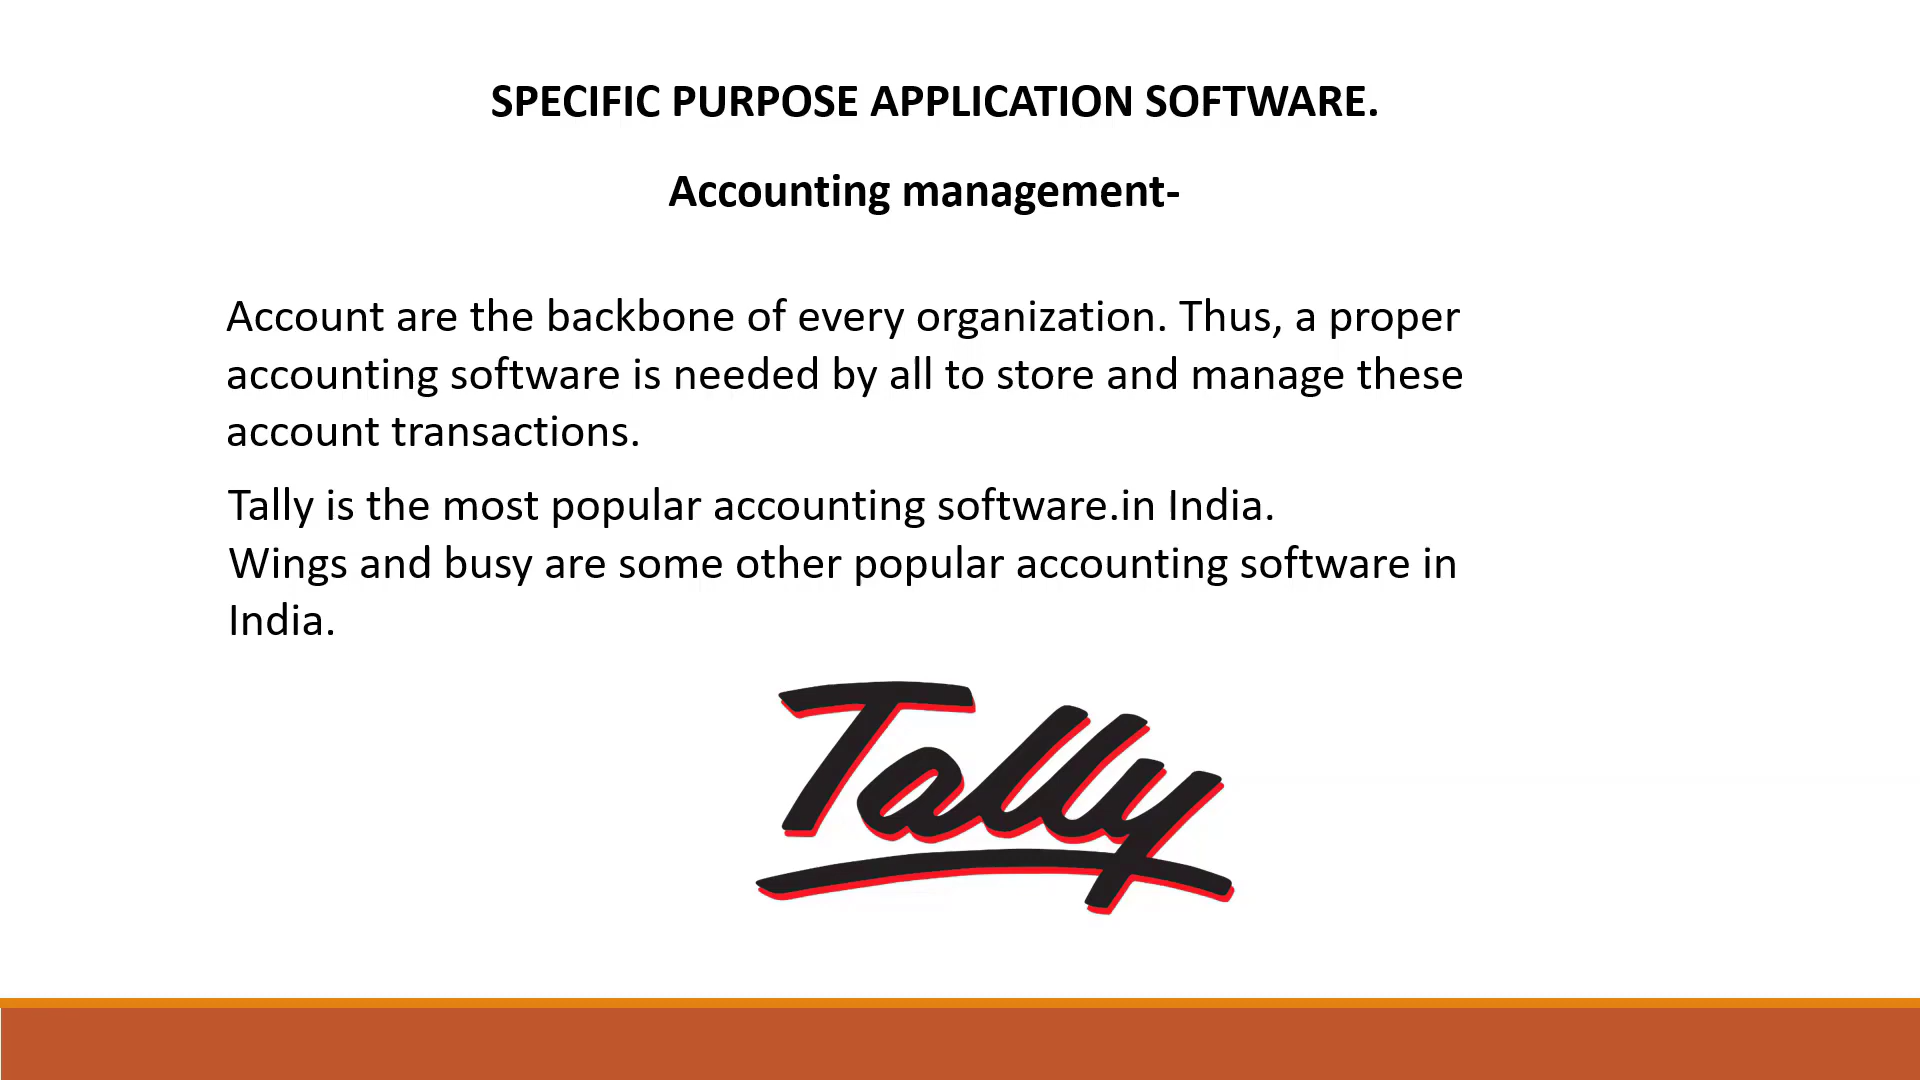 SPECIFIC PURPOSE APPLICATION SOFTWARE.
Accounting management-
Account are the backbone of every organization. Thus, a proper
accounting software is needed by all to store and manage these
account transactions.
Tally is the most popular accounting software.in India.
Wings and busy are some other popular accounting software in
India.
Tally